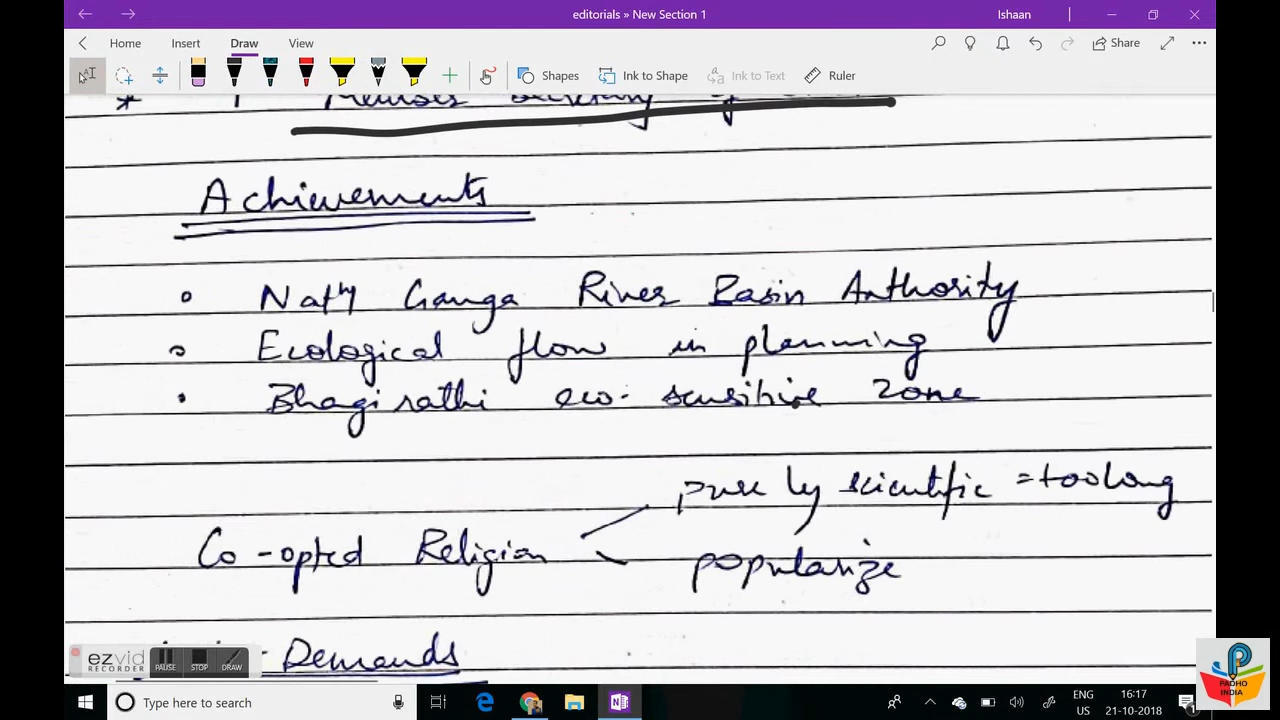 editorials » New Section 1
Ishaan
Home Insert Draw View
Share
Shapes Ink to Shape Ink to Text Ruler
Achievements
Nat'l Ganga River Basin Authority
Ecological flow in planning
Bhagirathi eco-sensitive zone
purely scientific = too long
Co-opted Religion
popularize
Demands
ezvid
RECORDER
PAUSE STOP DRAW
PADHO
INDIA
Type here to search
ENG
US
16:17
21-10-2018